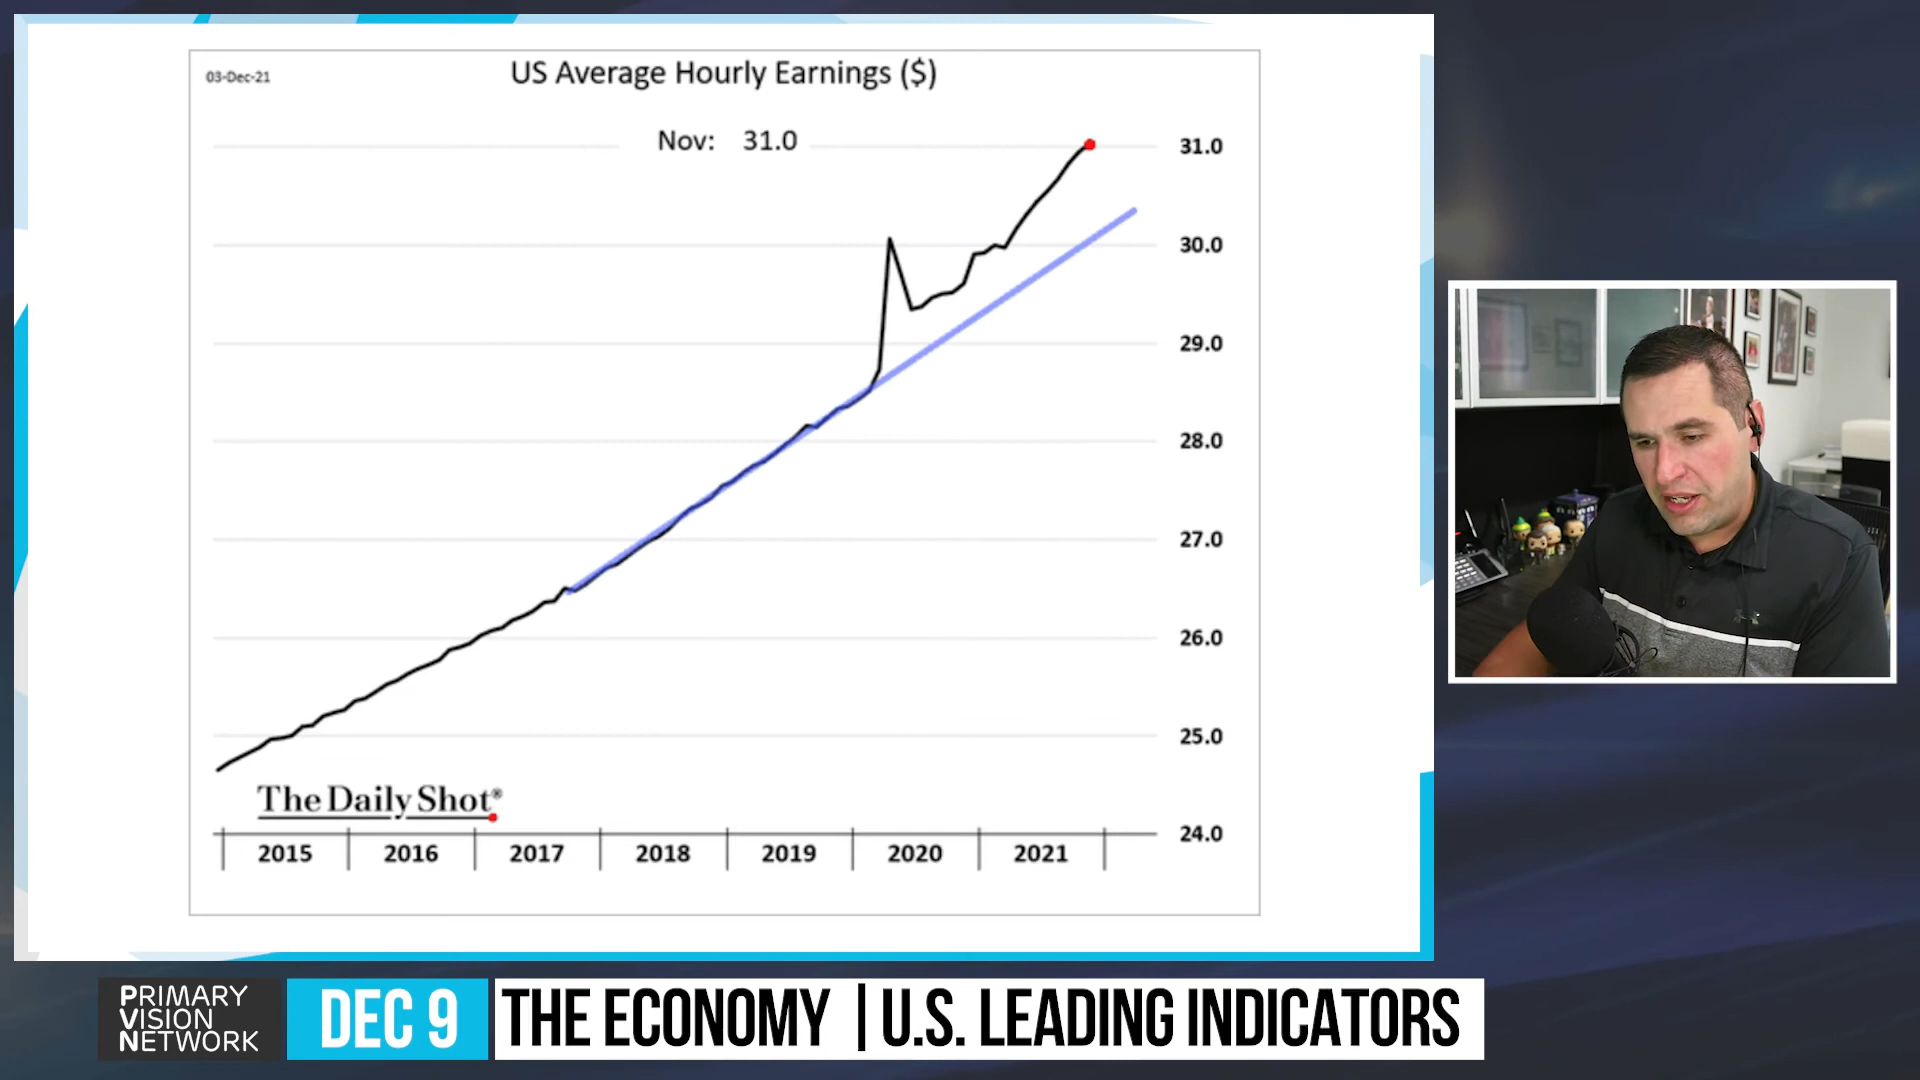 03-Dec-21
US Average Hourly Earnings ($)
Nov: 31.0
31.0
30.0
29.0
28.0
27.0
26.0
25.0
24.0
The Daily Shot®
2015 2016 2017 2018 2019 2020 2021
PRIMARY
VISION
NETWORK
DEC 9
THE ECONOMY | U.S. LEADING INDICATORS